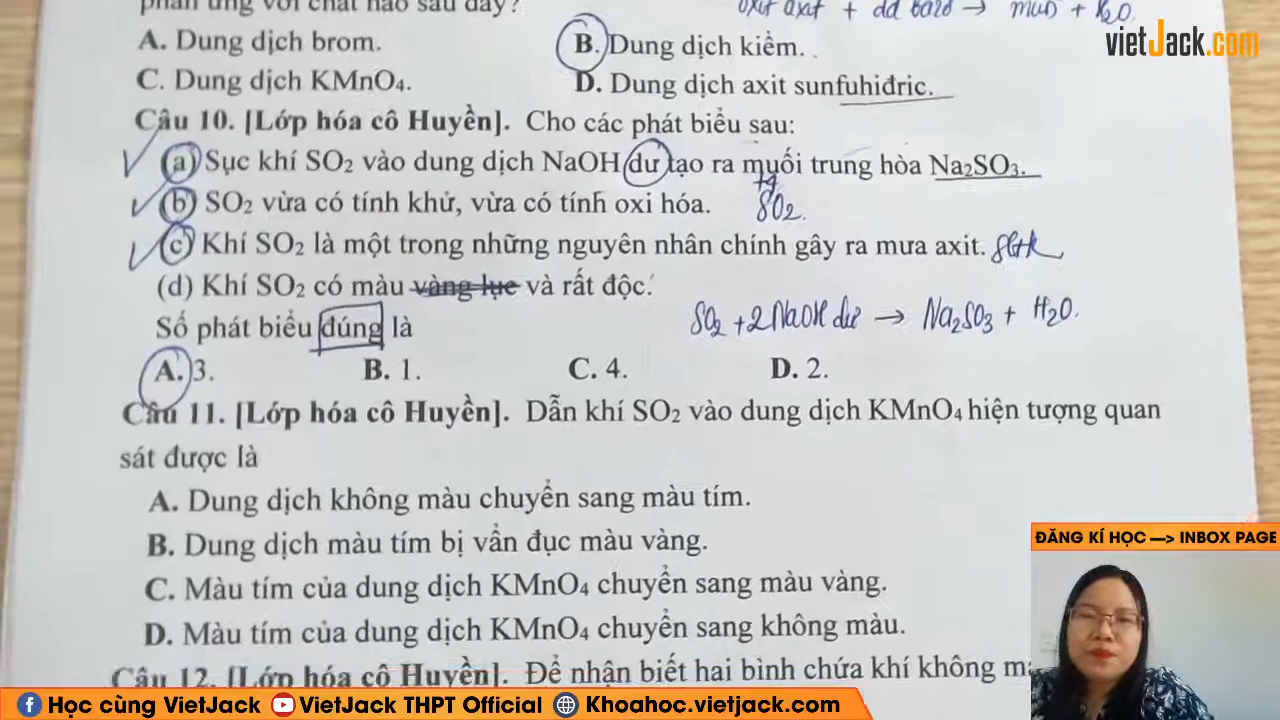 phản ứng với chất nào sau đây?
oxit axit + dd bazơ → muối + H₂O.
A. Dung dịch brom.
B. Dung dịch kiềm.
C. Dung dịch KMnO₄.
D. Dung dịch axit sunfuhiđric.
vietJack.com
Câu 10. [Lớp hóa cô Huyền]. Cho các phát biểu sau:
(a) Sục khí SO₂ vào dung dịch NaOH dư tạo ra muối trung hòa Na₂SO₃.
(b) SO₂ vừa có tính khử, vừa có tính oxi hóa.
+4
SO₂.
(c) Khí SO₂ là một trong những nguyên nhân chính gây ra mưa axit. SGK
(d) Khí SO₂ có màu vàng lục và rất độc.
Số phát biểu đúng là
SO₂ + 2NaOH dư → Na₂SO₃ + H₂O.
A. 3. B. 1. C. 4. D. 2.
Câu 11. [Lớp hóa cô Huyền]. Dẫn khí SO₂ vào dung dịch KMnO₄ hiện tượng quan
sát được là
A. Dung dịch không màu chuyển sang màu tím.
B. Dung dịch màu tím bị vẩn đục màu vàng.
C. Màu tím của dung dịch KMnO₄ chuyển sang màu vàng.
D. Màu tím của dung dịch KMnO₄ chuyển sang không màu.
Câu 12. [Lớp hóa cô Huyền]. Để nhận biết hai bình chứa khí không
ĐĂNG KÍ HỌC —> INBOX PAGE
Học cùng VietJack VietJack THPT Official Khoahoc.vietjack.com